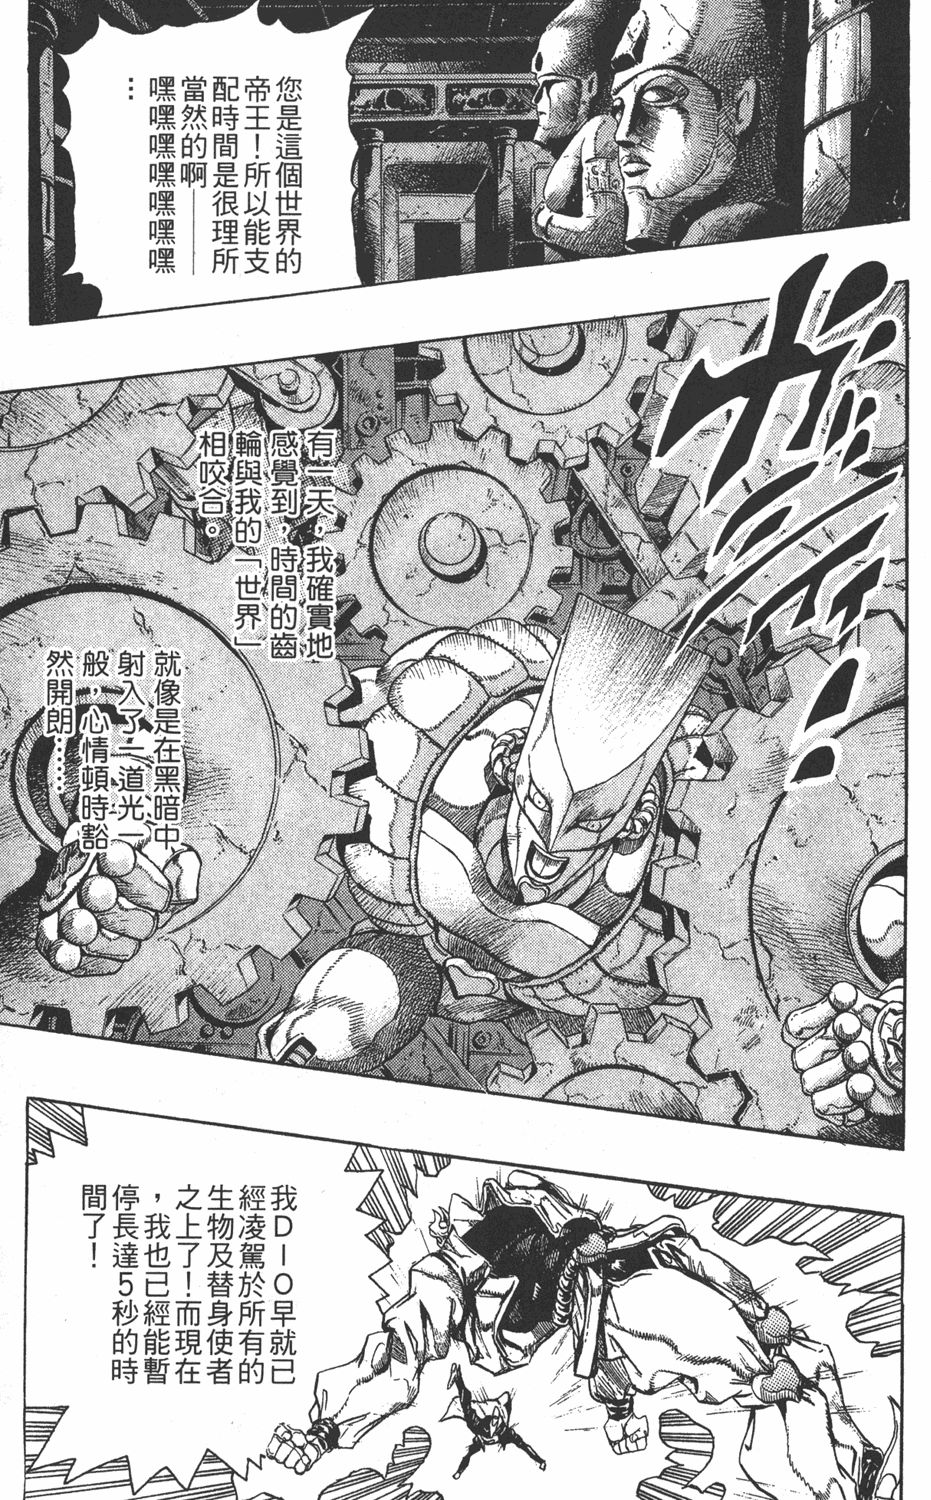 您是這個世界的
帝王！所以能支
配時間是很理所
當然的啊——
嘿嘿嘿嘿嘿嘿嘿
…
有一天，我確實地
感覺到，時間的齒
輪與我的「世界」
相咬合。
就像是在黑暗中
射入了一道光一
般，心情頓時豁
然開朗……
我DIO早就已
經凌駕於所有的
生物及替身使者
之上了！而現在
，我也已經能暫
停長達5秒的時
間了！